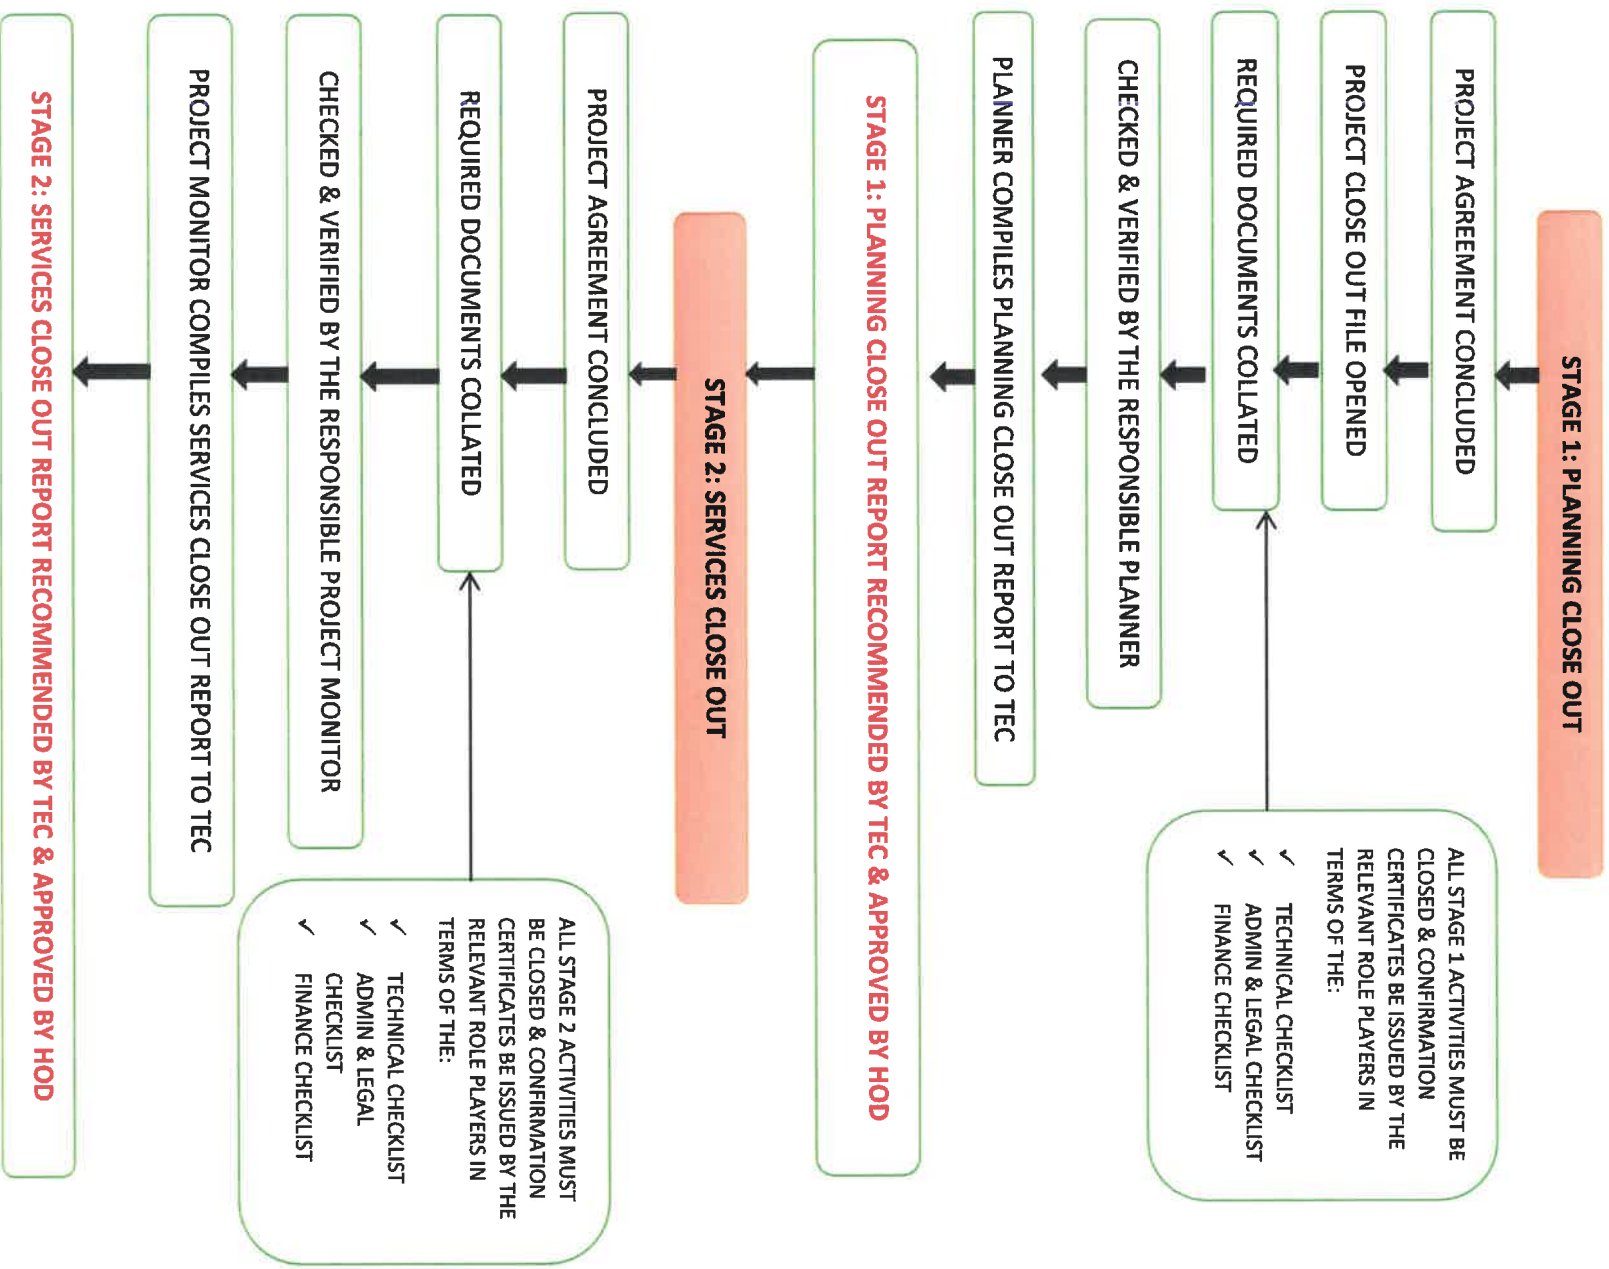 STAGE 1: PLANNING CLOSE OUT
PROJECT AGREEMENT CONCLUDED
PROJECT CLOSE OUT FILE OPENED
REQUIRED DOCUMENTS COLLATED
ALL STAGE 1 ACTIVITIES MUST BE
CLOSED & CONFIRMATION
CERTIFICATES BE ISSUED BY THE
RELEVANT ROLE PLAYERS IN
TERMS OF THE:
✓ TECHNICAL CHECKLIST
✓ ADMIN & LEGAL CHECKLIST
✓ FINANCE CHECKLIST
CHECKED & VERIFIED BY THE RESPONSIBLE PLANNER
PLANNER COMPILES PLANNING CLOSE OUT REPORT TO TEC
STAGE 1: PLANNING CLOSE OUT REPORT RECOMMENDED BY TEC & APPROVED BY HOD
STAGE 2: SERVICES CLOSE OUT
PROJECT AGREEMENT CONCLUDED
REQUIRED DOCUMENTS COLLATED
ALL STAGE 2 ACTIVITIES MUST
BE CLOSED & CONFIRMATION
CERTIFICATES BE ISSUED BY THE
RELEVANT ROLE PLAYERS IN
TERMS OF THE:
✓ TECHNICAL CHECKLIST
✓ ADMIN & LEGAL
CHECKLIST
✓ FINANCE CHECKLIST
CHECKED & VERIFIED BY THE RESPONSIBLE PROJECT MONITOR
PROJECT MONITOR COMPILES SERVICES CLOSE OUT REPORT TO TEC
STAGE 2: SERVICES CLOSE OUT REPORT RECOMMENDED BY TEC & APPROVED BY HOD